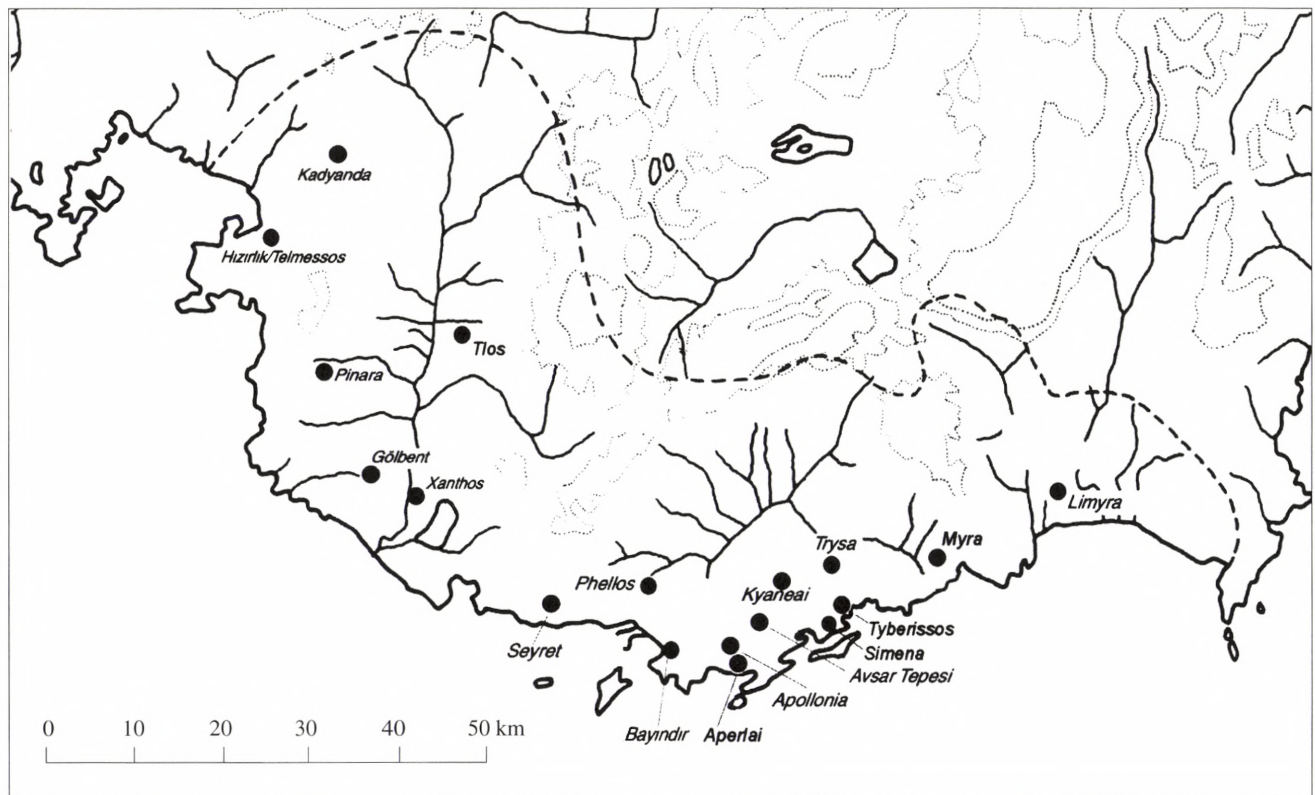 Kadyanda
Hızırlık/Telmessos
Tlos
Pinara
Gölbent
Xanthos
Limyra
Trysa
Myra
Phellos
Kyaneai
Tyberissos
Seyret
Simena
Avsar Tepesi
Apollonia
Bayındır Aperlai
0 10 20 30 40 50 km